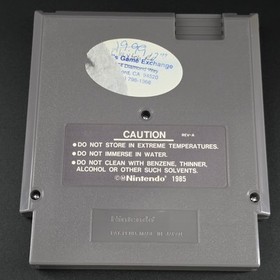 Game Exchange
CAUTION
REV-A
● DO NOT STORE IN EXTREME TEMPERATURES.
● DO NOT IMMERSE IN WATER.
● DO NOT CLEAN WITH BENZENE, THINNER,
ALCOHOL OR OTHER SUCH SOLVENTS.
©®Nintendo® 1985
Nintendo